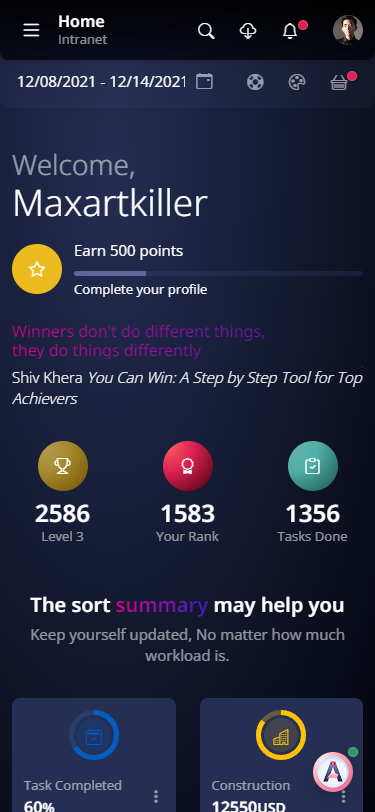 Home
Intranet
12/08/2021 - 12/14/2021
Welcome,
Maxartkiller
Earn 500 points
Complete your profile
Winners don't do different things,
they do things differently
Shiv Khera You Can Win: A Step by Step Tool for Top
Achievers
2586
Level 3
1583
Your Rank
1356
Tasks Done
The sort summary may help you
Keep yourself updated, No matter how much
workload is.
Task Completed
60%
Construction
12550USD